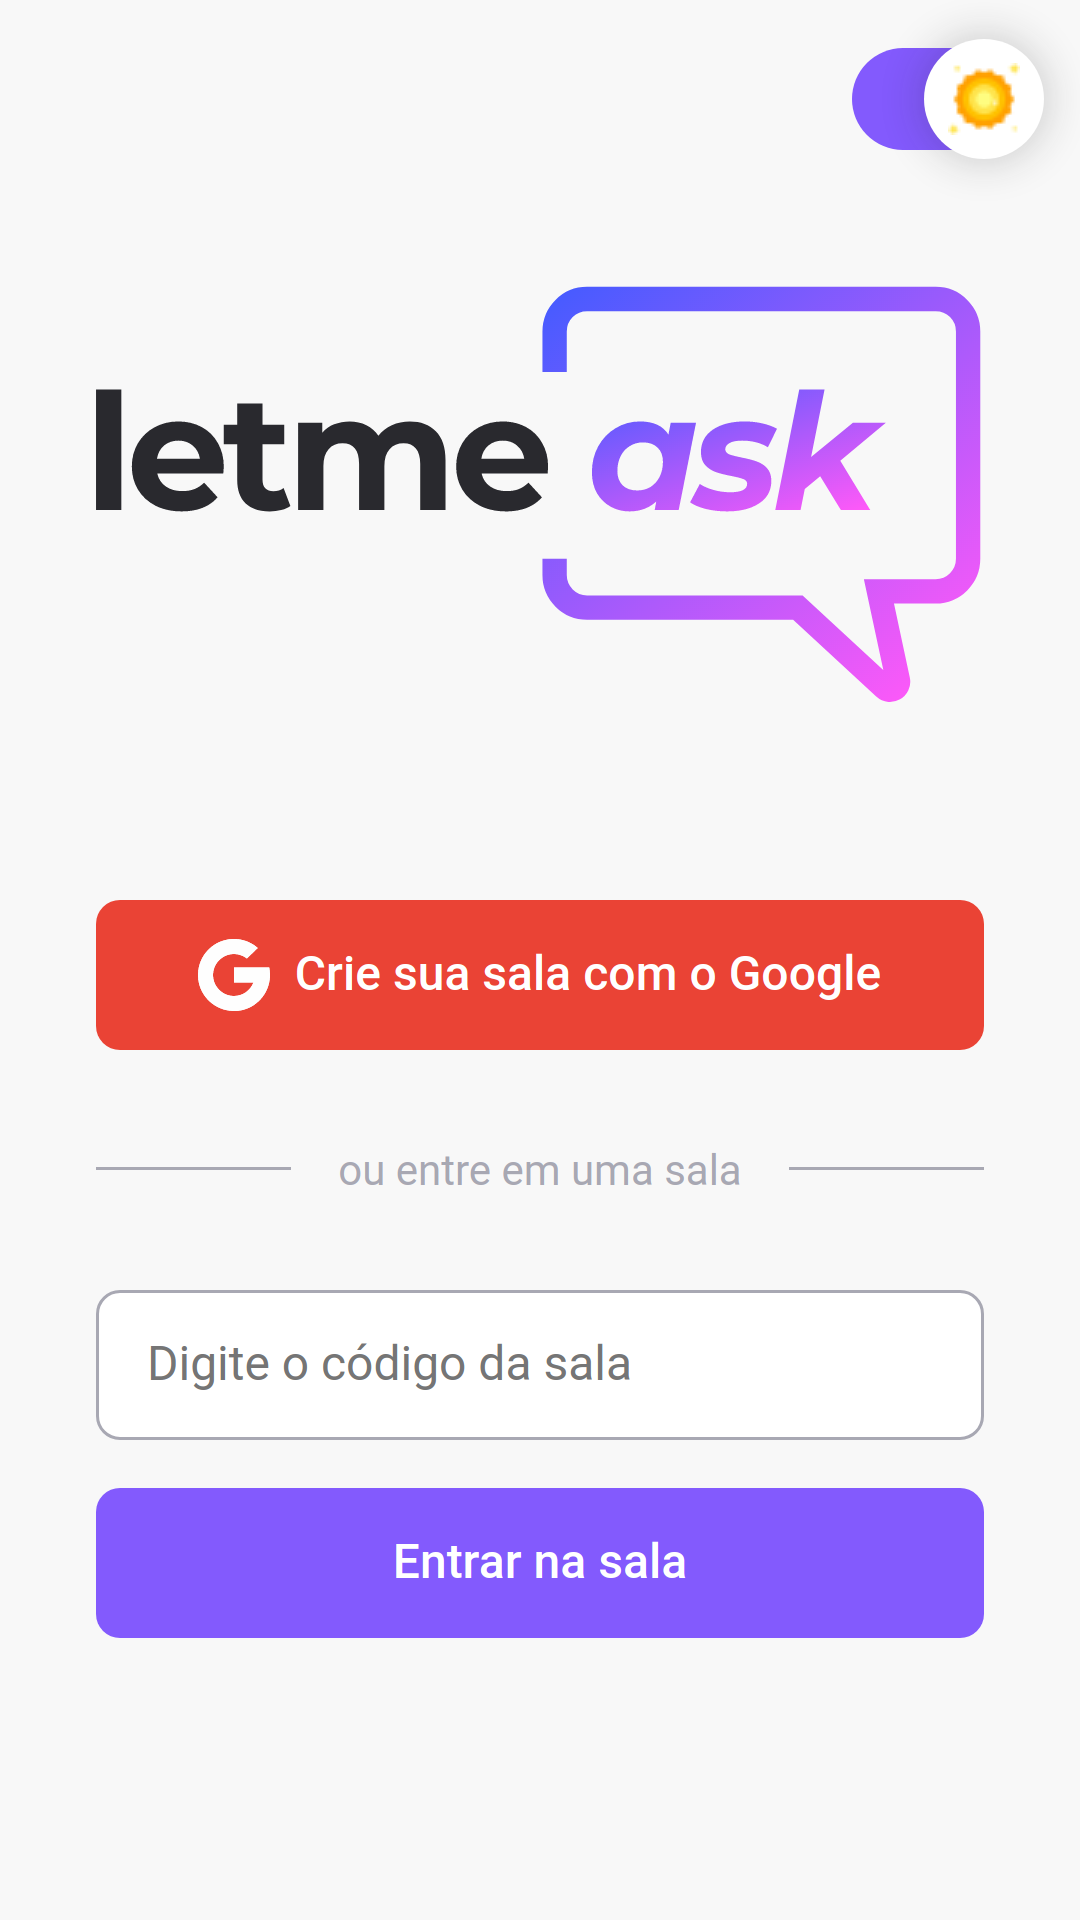 letme ask
Crie sua sala com o Google
ou entre em uma sala
Digite o código da sala
Entrar na sala